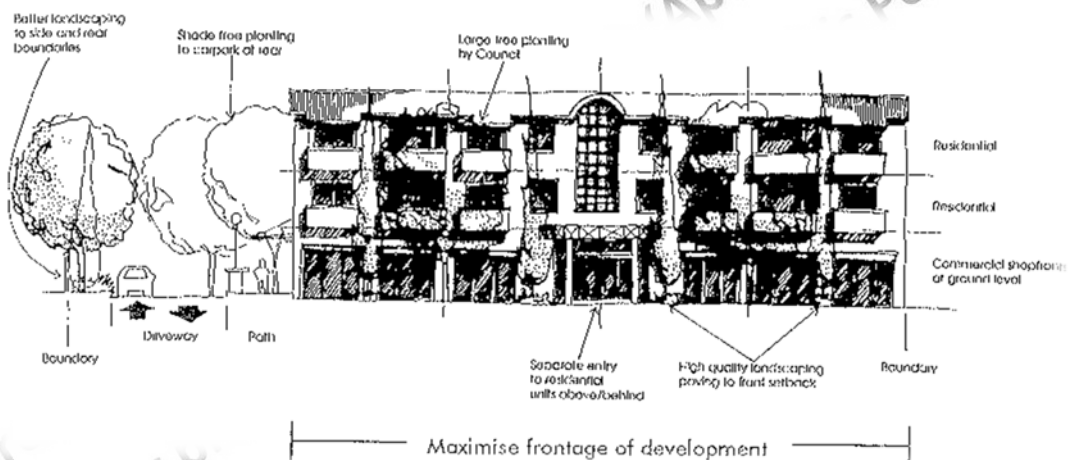 Batter landscaping
to side and rear
boundaries
Shade tree planting
to carpark at rear
Large tree planting
by Council
Residential
Residential
Commercial shopfronts
at ground level
Boundary
Driveway
Path
Separate entry
to residential
units above/behind
High quality landscaping
paving to front setback
Boundary
Maximise frontage of development